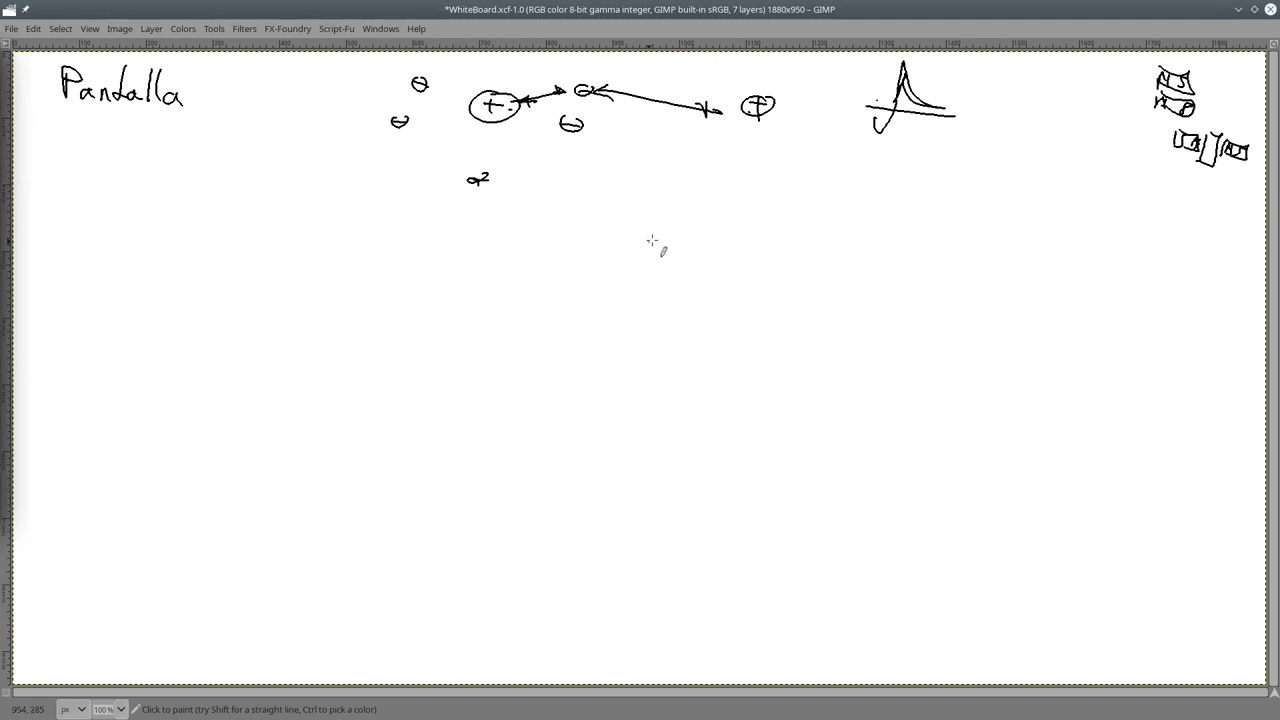 *WhiteBoard.xcf-1.0 (RGB color 8-bit gamma integer, GIMP built-in sRGB, 7 layers) 1880x950 – GIMP
File Edit Select View Image Layer Colors Tools Filters FX-Foundry Script-Fu Windows Help
Pandalla
954, 285 px 100% Click to paint (try Shift for a straight line, Ctrl to pick a color)